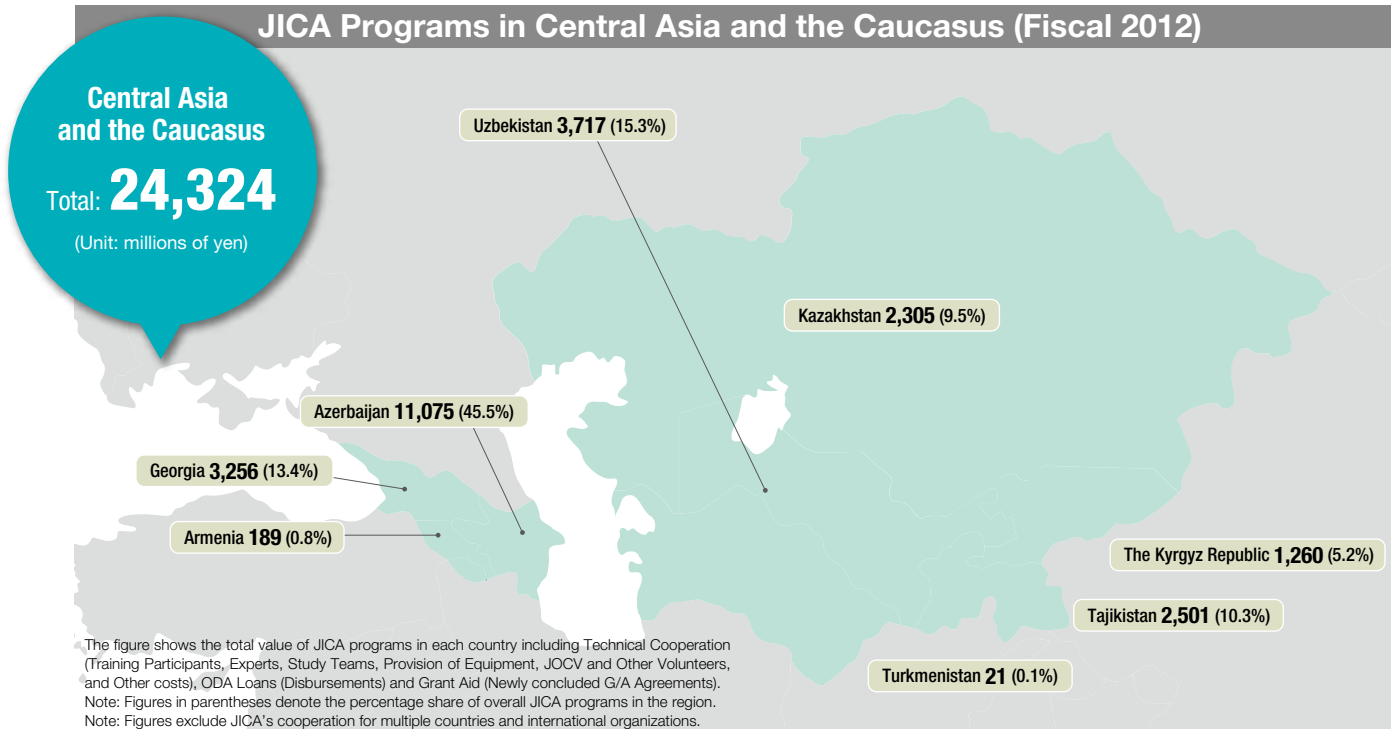 JICA Programs in Central Asia and the Caucasus (Fiscal 2012)
Central Asia
and the Caucasus
Total: 24,324
(Unit: millions of yen)
Uzbekistan 3,717 (15.3%)
Kazakhstan 2,305 (9.5%)
Azerbaijan 11,075 (45.5%)
Georgia 3,256 (13.4%)
Armenia 189 (0.8%)
The Kyrgyz Republic 1,260 (5.2%)
Tajikistan 2,501 (10.3%)
Turkmenistan 21 (0.1%)
The figure shows the total value of JICA programs in each country including Technical Cooperation
(Training Participants, Experts, Study Teams, Provision of Equipment, JOCV and Other Volunteers,
and Other costs), ODA Loans (Disbursements) and Grant Aid (Newly concluded G/A Agreements).
Note: Figures in parentheses denote the percentage share of overall JICA programs in the region.
Note: Figures exclude JICA's cooperation for multiple countries and international organizations.